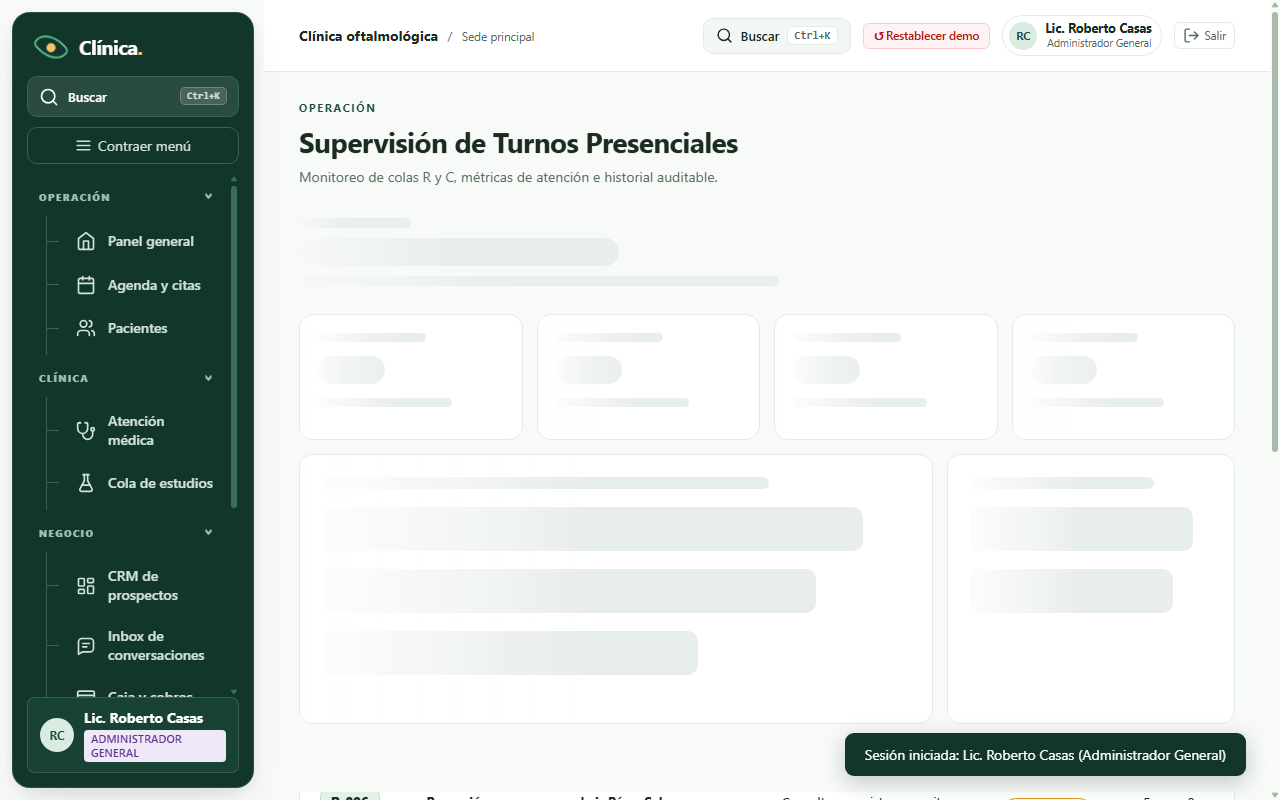 Clínica.
Buscar Ctrl+K
Contraer menú
OPERACIÓN
Panel general
Agenda y citas
Pacientes
CLÍNICA
Atención
médica
Cola de estudios
NEGOCIO
CRM de
prospectos
Inbox de
conversaciones
Caja y cobros
RC
Lic. Roberto Casas
ADMINISTRADOR
GENERAL
Clínica oftalmológica / Sede principal
Buscar Ctrl+K
↺ Restablecer demo
RC
Lic. Roberto Casas
Administrador General
Salir
OPERACIÓN
Supervisión de Turnos Presenciales
Monitoreo de colas R y C, métricas de atención e historial auditable.
Sesión iniciada: Lic. Roberto Casas (Administrador General)